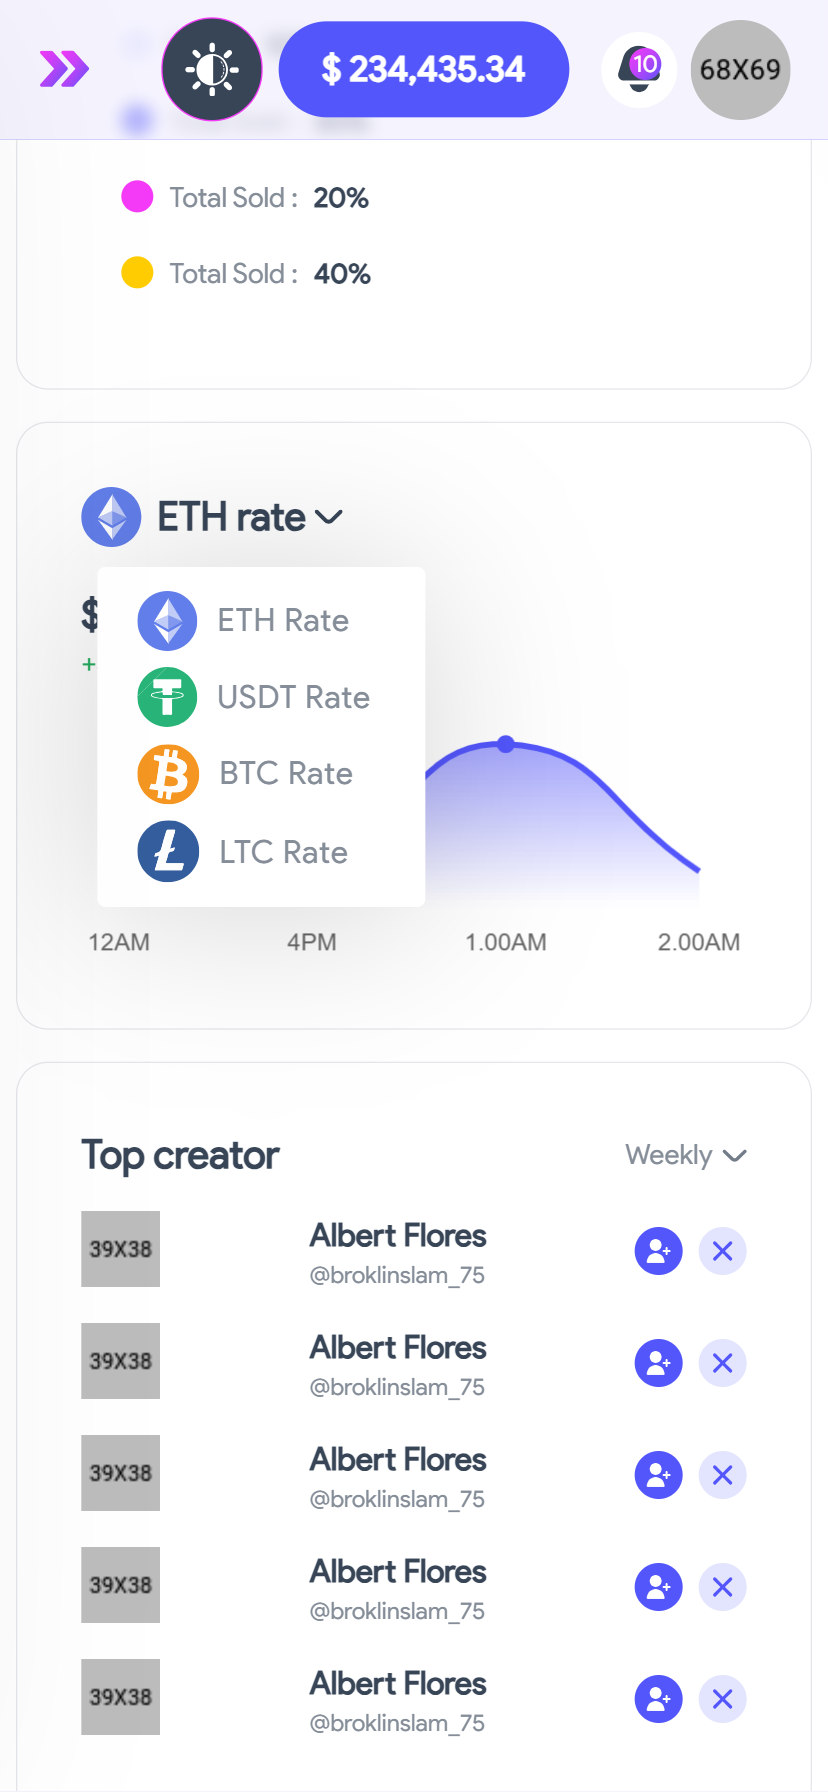 $ 234,435.34
10
68X69
Total Sold : 20%
Total Sold : 40%
ETH rate
$
+
ETH Rate
USDT Rate
BTC Rate
LTC Rate
12AM 4PM 1.00AM 2.00AM
Top creator Weekly
39X38
Albert Flores
@broklinslam_75
39X38
Albert Flores
@broklinslam_75
39X38
Albert Flores
@broklinslam_75
39X38
Albert Flores
@broklinslam_75
39X38
Albert Flores
@broklinslam_75